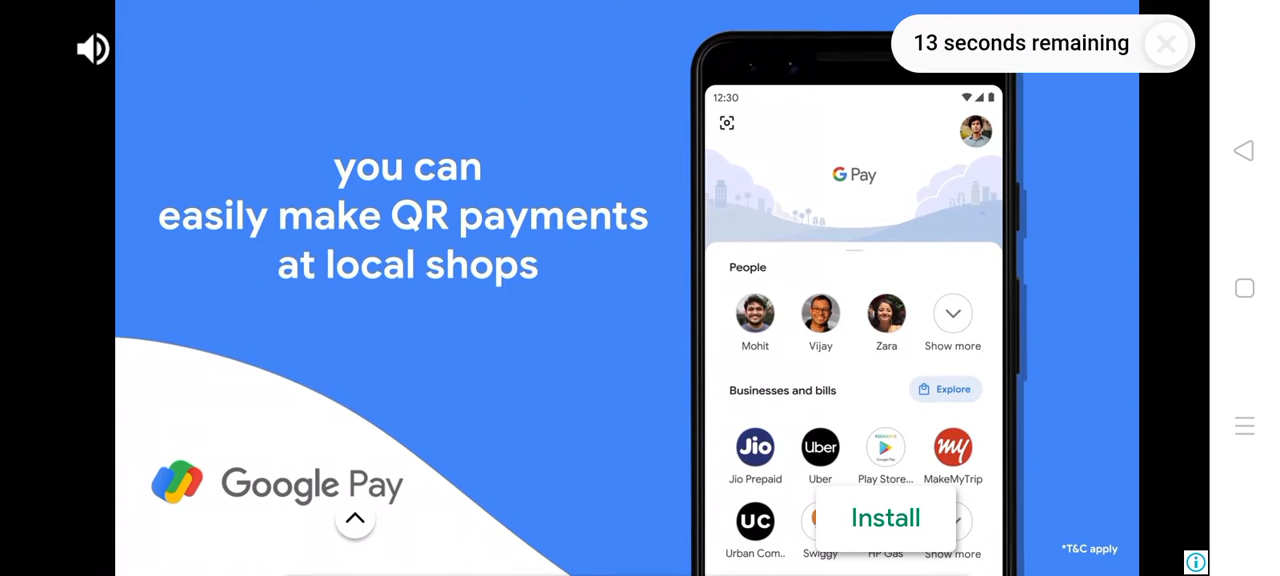 13 seconds remaining
you can
easily make QR payments
at local shops
Google Pay
12:30
G Pay
People
Mohit Vijay Zara Show more
Businesses and bills Explore
Jio Uber my
Jio Prepaid Uber Play Store... MakeMyTrip
UC
Urban Com.. Swiggy HP Gas Show more
Install
*T&C apply